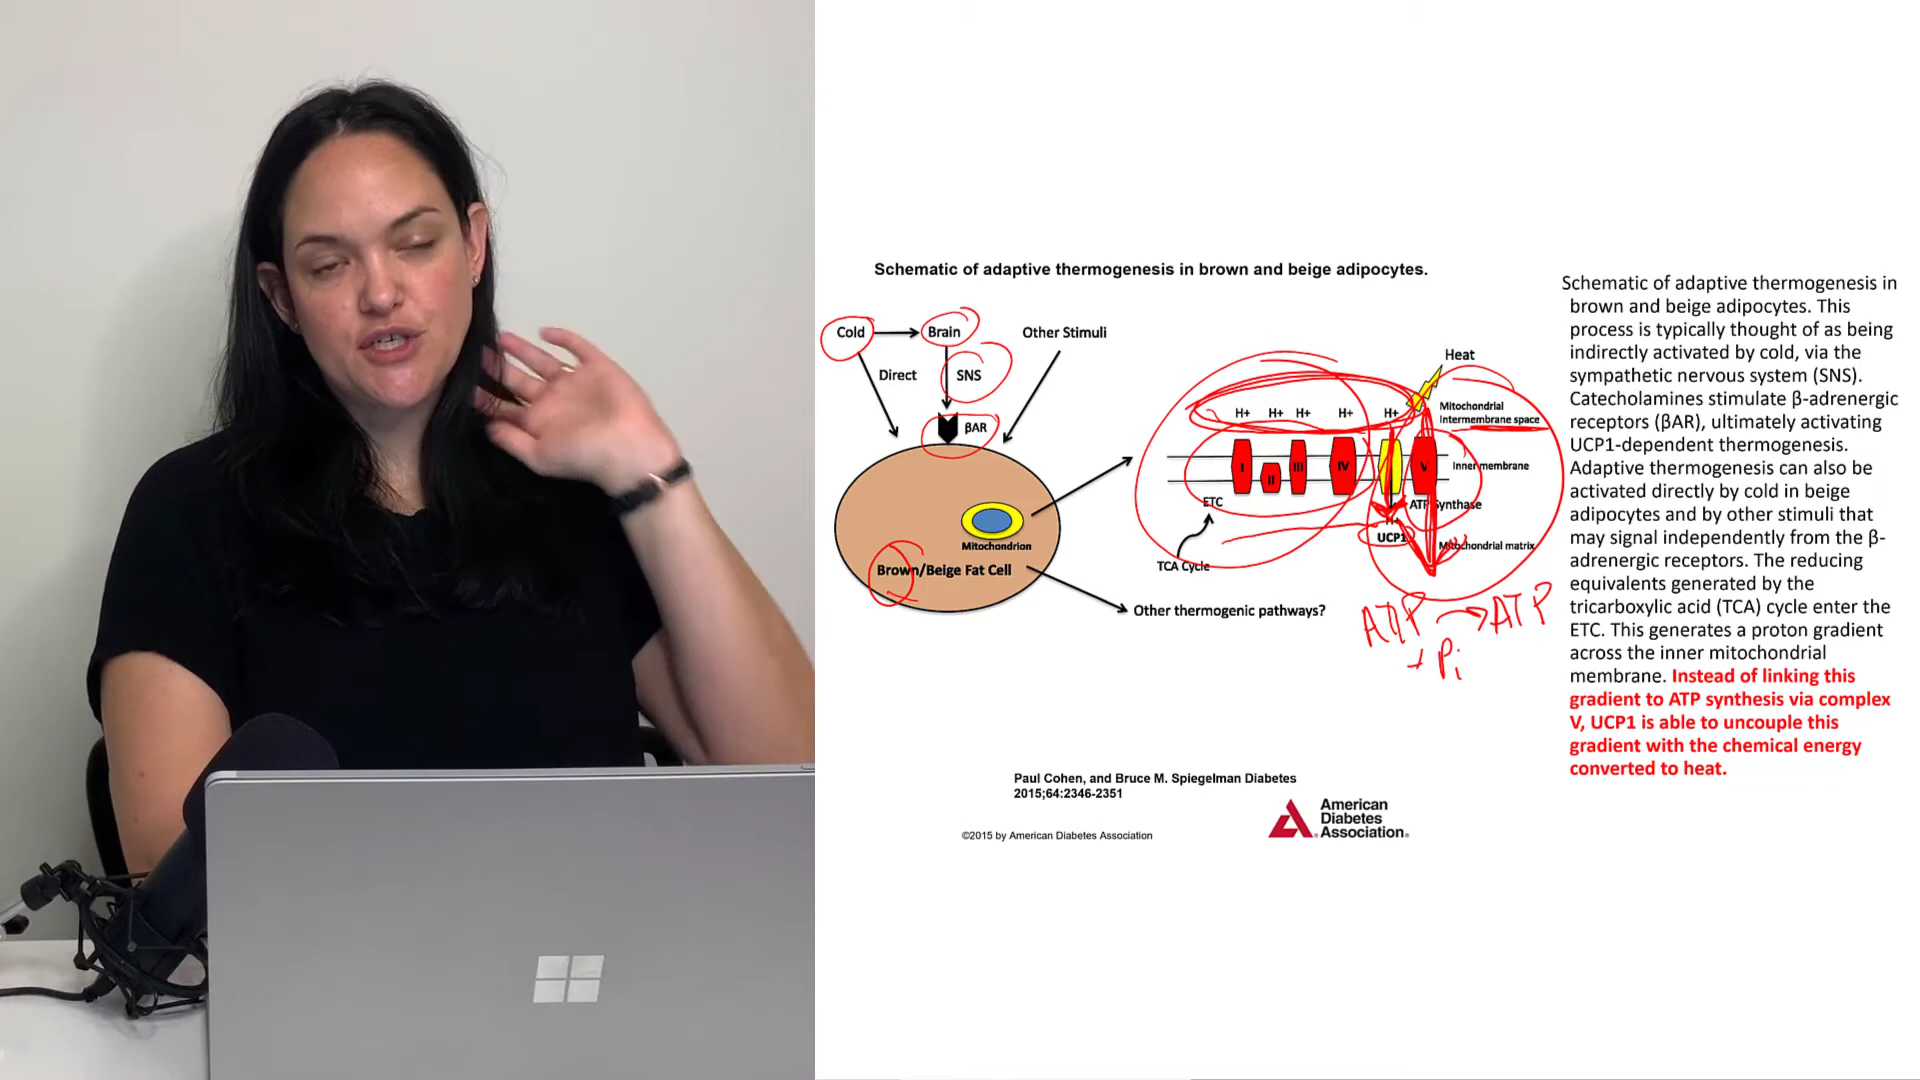 Schematic of adaptive thermogenesis in brown and beige adipocytes.
Cold
Brain
Other Stimuli
Direct
SNS
βAR
Mitochondrion
Brown/Beige Fat Cell
Heat
H+ H+ H+ H+ H+
Mitochondrial
Intermembrane space
I II III IV V
Inner membrane
ETC
ATP Synthase
H+
UCP1
Mitochondrial matrix
TCA Cycle
Other thermogenic pathways?
ATP
+ Pi
Schematic of adaptive thermogenesis in
brown and beige adipocytes. This
process is typically thought of as being
indirectly activated by cold, via the
sympathetic nervous system (SNS).
Catecholamines stimulate β-adrenergic
receptors (βAR), ultimately activating
UCP1-dependent thermogenesis.
Adaptive thermogenesis can also be
activated directly by cold in beige
adipocytes and by other stimuli that
may signal independently from the β-
adrenergic receptors. The reducing
equivalents generated by the
tricarboxylic acid (TCA) cycle enter the
ETC. This generates a proton gradient
across the inner mitochondrial
membrane. Instead of linking this
gradient to ATP synthesis via complex
V, UCP1 is able to uncouple this
gradient with the chemical energy
converted to heat.
Paul Cohen, and Bruce M. Spiegelman Diabetes
2015;64:2346-2351
©2015 by American Diabetes Association
American
Diabetes
Association®